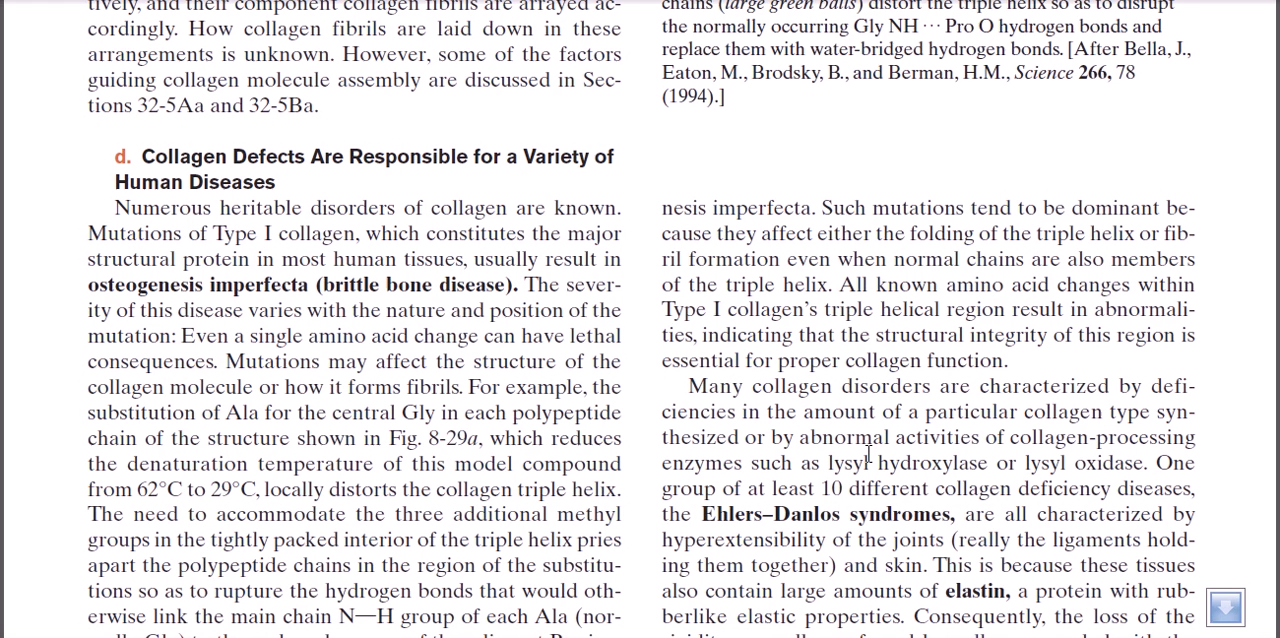 tively, and their component collagen fibrils are arrayed ac-
cordingly. How collagen fibrils are laid down in these
arrangements is unknown. However, some of the factors
guiding collagen molecule assembly are discussed in Sec-
tions 32-5Aa and 32-5Ba.
d. Collagen Defects Are Responsible for a Variety of
Human Diseases
Numerous heritable disorders of collagen are known.
Mutations of Type I collagen, which constitutes the major
structural protein in most human tissues, usually result in
osteogenesis imperfecta (brittle bone disease). The sever-
ity of this disease varies with the nature and position of the
mutation: Even a single amino acid change can have lethal
consequences. Mutations may affect the structure of the
collagen molecule or how it forms fibrils. For example, the
substitution of Ala for the central Gly in each polypeptide
chain of the structure shown in Fig. 8-29a, which reduces
the denaturation temperature of this model compound
from 62°C to 29°C, locally distorts the collagen triple helix.
The need to accommodate the three additional methyl
groups in the tightly packed interior of the triple helix pries
apart the polypeptide chains in the region of the substitu-
tions so as to rupture the hydrogen bonds that would oth-
erwise link the main chain N—H group of each Ala (nor-
chains (large green balls) distort the triple helix so as to disrupt
the normally occurring Gly NH ··· Pro O hydrogen bonds and
replace them with water-bridged hydrogen bonds. [After Bella, J.,
Eaton, M., Brodsky, B., and Berman, H.M., Science 266, 78
(1994).]
nesis imperfecta. Such mutations tend to be dominant be-
cause they affect either the folding of the triple helix or fib-
ril formation even when normal chains are also members
of the triple helix. All known amino acid changes within
Type I collagen's triple helical region result in abnormali-
ties, indicating that the structural integrity of this region is
essential for proper collagen function.
Many collagen disorders are characterized by defi-
ciencies in the amount of a particular collagen type syn-
thesized or by abnormal activities of collagen-processing
enzymes such as lysyl hydroxylase or lysyl oxidase. One
group of at least 10 different collagen deficiency diseases,
the Ehlers–Danlos syndromes, are all characterized by
hyperextensibility of the joints (really the ligaments hold-
ing them together) and skin. This is because these tissues
also contain large amounts of elastin, a protein with rub-
berlike elastic properties. Consequently, the loss of the